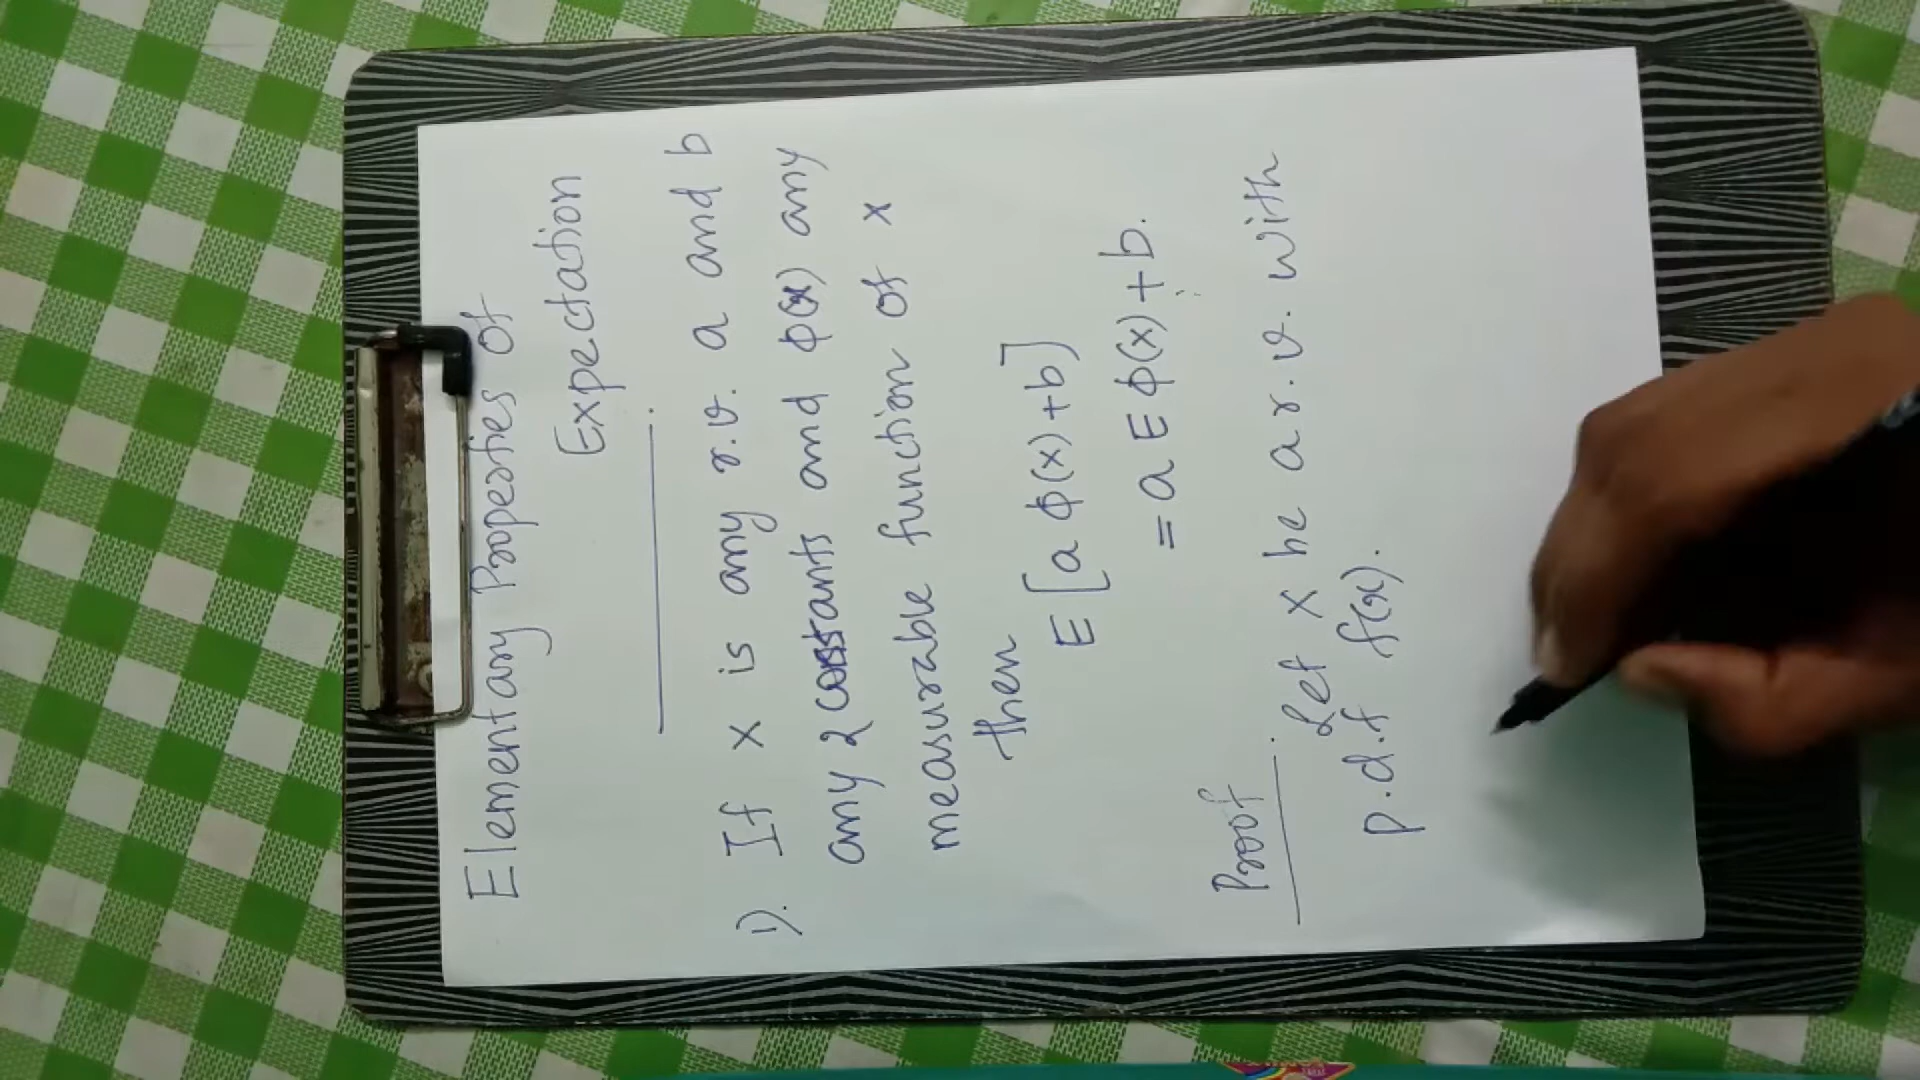 Elementary Properties of
Expectation
1). If X is any r.v. a and b
any 2 constants and ϕ(x) any
measurable function of X
then
E [a ϕ(x)+b]
= a E ϕ(x)+b.
Proof
Let X be a r.v. with
p.d.f f(x).